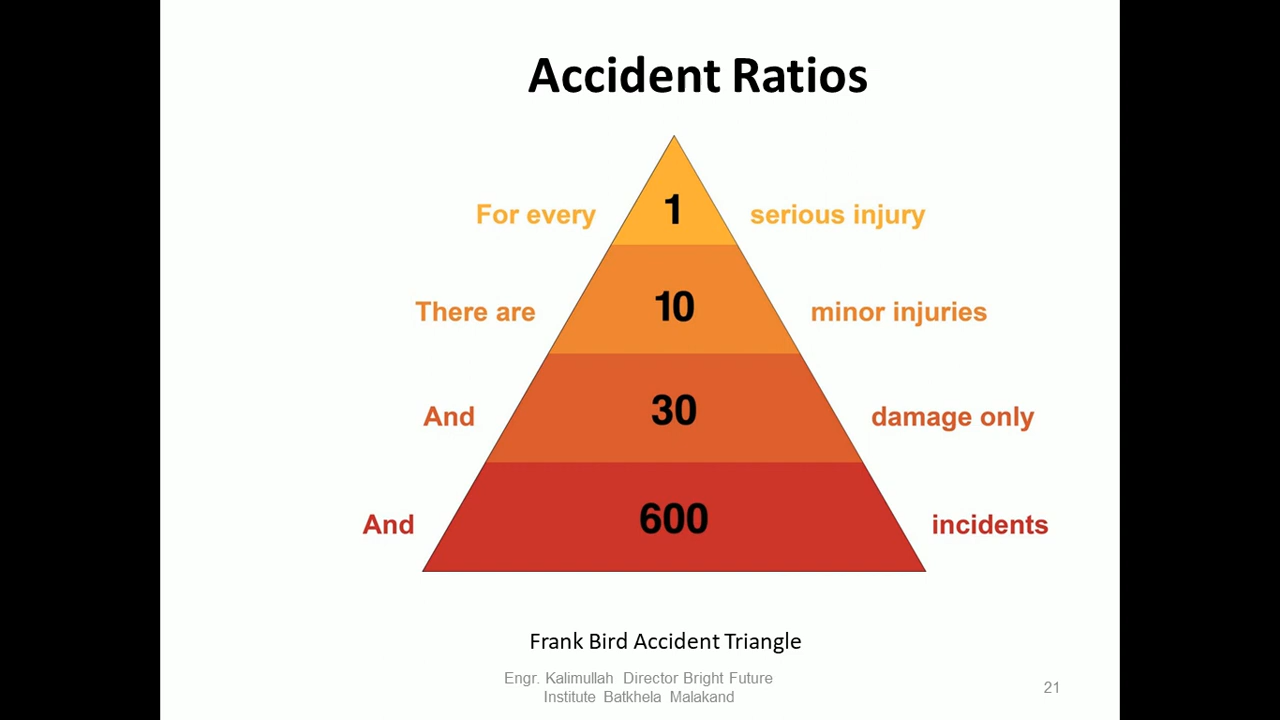 Accident Ratios
For every 1 serious injury
There are 10 minor injuries
And 30 damage only
And 600 incidents
Frank Bird Accident Triangle
Engr. Kalimullah Director Bright Future
Institute Batkhela Malakand
21